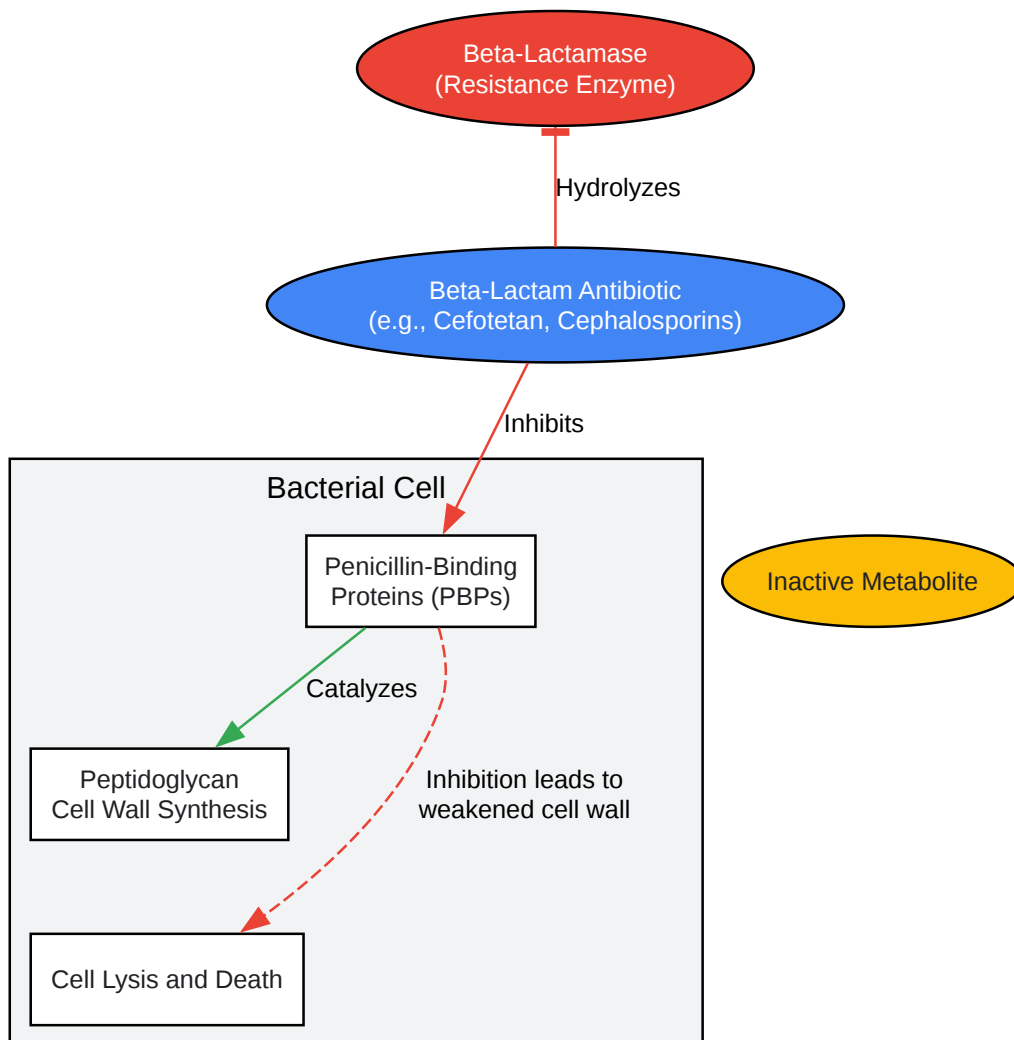 Beta-Lactamase
(Resistance Enzyme)
Hydrolyzes
Beta-Lactam Antibiotic
(e.g., Cefotetan, Cephalosporins)
Inhibits
Bacterial Cell
Penicillin-Binding
Proteins (PBPs)
Inactive Metabolite
Catalyzes
Peptidoglycan
Cell Wall Synthesis
Inhibition leads to
weakened cell wall
Cell Lysis and Death